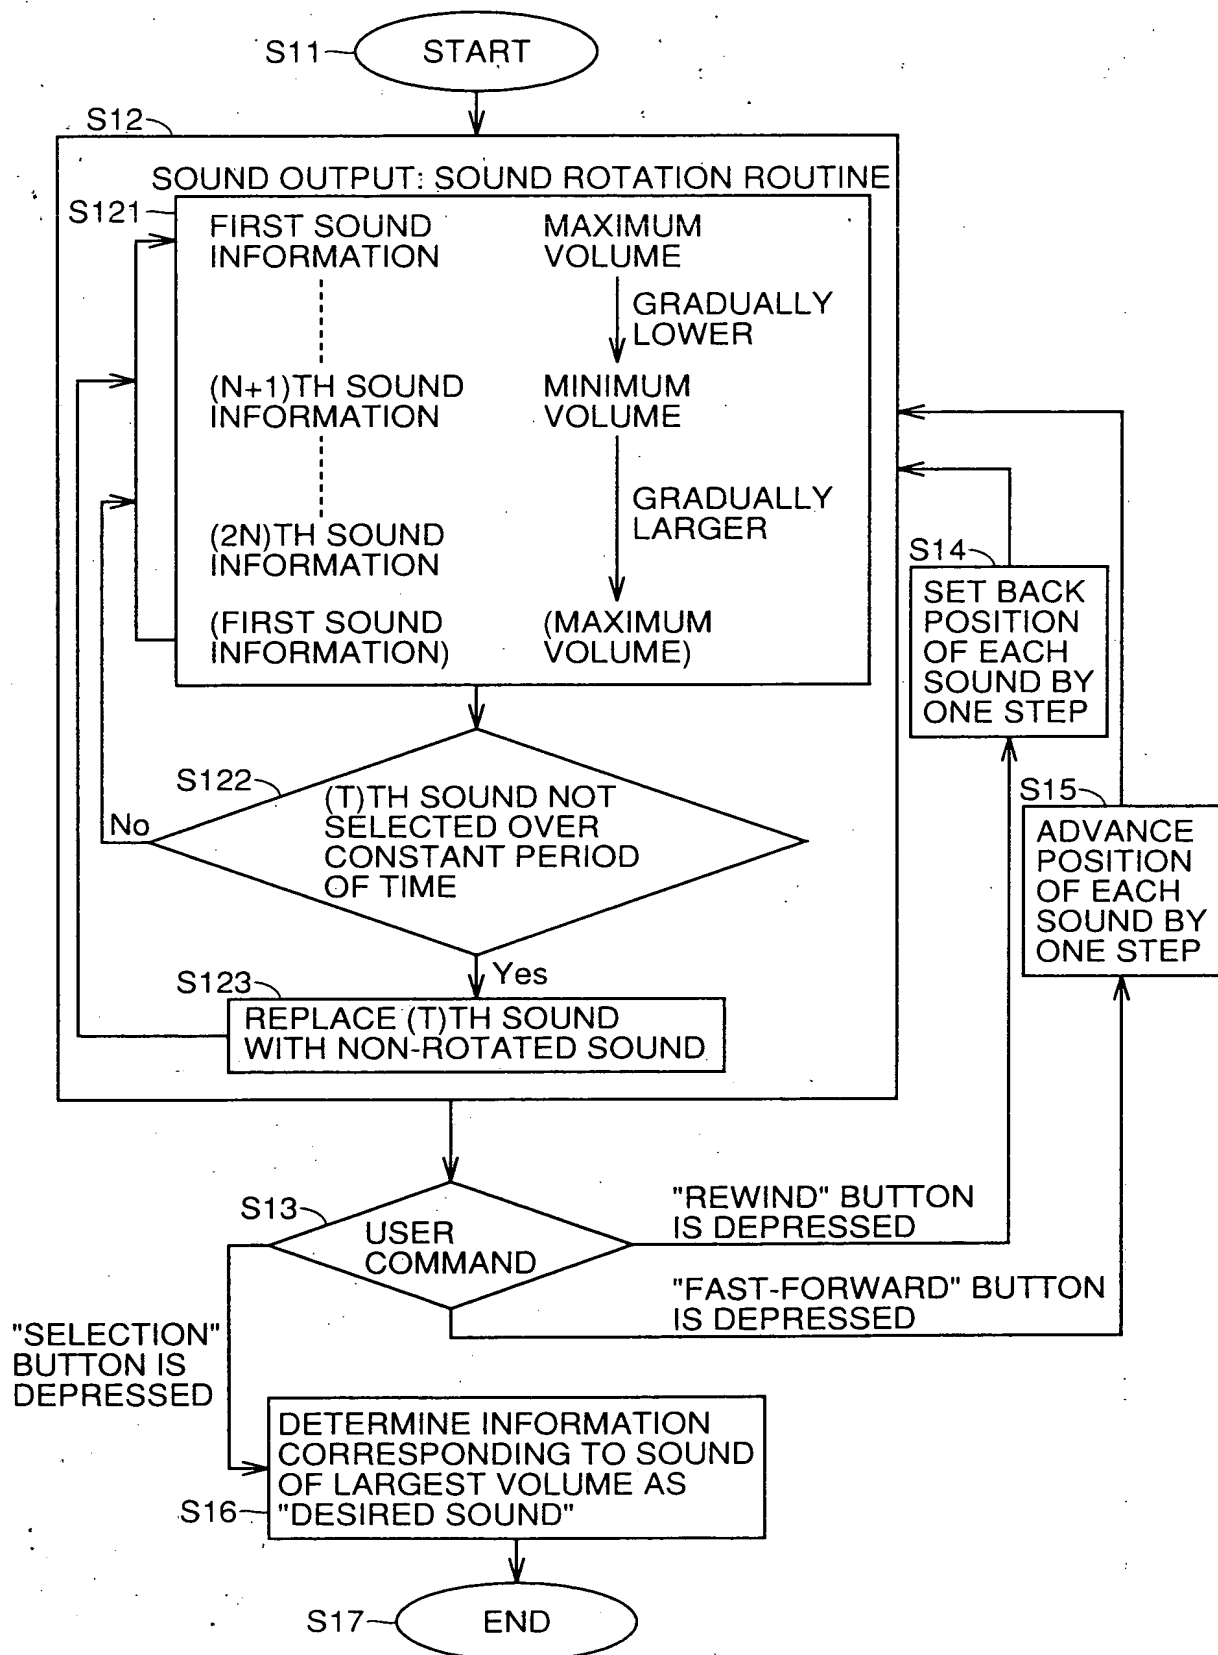 S11
START
S12
SOUND OUTPUT: SOUND ROTATION ROUTINE
S121
FIRST SOUND
INFORMATION
MAXIMUM
VOLUME
GRADUALLY
LOWER
(N+1)TH SOUND
INFORMATION
MINIMUM
VOLUME
GRADUALLY
LARGER
(2N)TH SOUND
INFORMATION
(FIRST SOUND
INFORMATION)
(MAXIMUM
VOLUME)
S14
SET BACK
POSITION
OF EACH
SOUND BY
ONE STEP
S122
(T)TH SOUND NOT
SELECTED OVER
CONSTANT PERIOD
OF TIME
No
Yes
S15
ADVANCE
POSITION
OF EACH
SOUND BY
ONE STEP
S123
REPLACE (T)TH SOUND
WITH NON-ROTATED SOUND
S13
USER
COMMAND
"REWIND" BUTTON
IS DEPRESSED
"FAST-FORWARD" BUTTON
IS DEPRESSED
"SELECTION"
BUTTON IS
DEPRESSED
DETERMINE INFORMATION
CORRESPONDING TO SOUND
OF LARGEST VOLUME AS
"DESIRED SOUND"
S16
S17
END